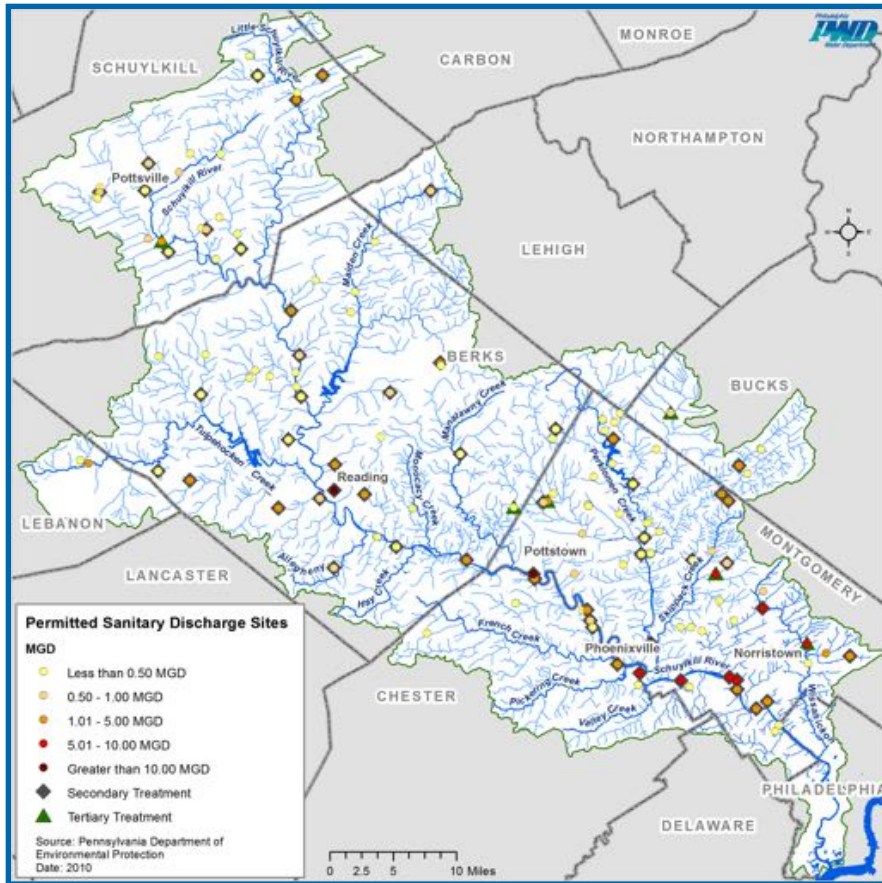 Philadelphia
PWD
Water Department
MONROE
CARBON
SCHUYLKILL
Little Schuylkill River
NORTHAMPTON
Pottsville
Schuylkill River
Maiden Creek
LEHIGH
N
W E
S
BERKS
BUCKS
Manatawny Creek
Tulpehocken Creek
Monocacy Creek
Perkiomen Creek
Reading
LEBANON
Pottstown
MONTGOMERY
LANCASTER
Allegheny
Hay Creek
Skippack Creek
French Creek
Phoenixville
Norristown
Schuylkill River
CHESTER
Pickering Creek
Valley Creek
Wissahickon
PHILADELPHIA
DELAWARE
Permitted Sanitary Discharge Sites
MGD
Less than 0.50 MGD
0.50 - 1.00 MGD
1.01 - 5.00 MGD
5.01 - 10.00 MGD
Greater than 10.00 MGD
Secondary Treatment
Tertiary Treatment
Source: Pennsylvania Department of
Environmental Protection
Date: 2010
0 2.5 5 10 Miles